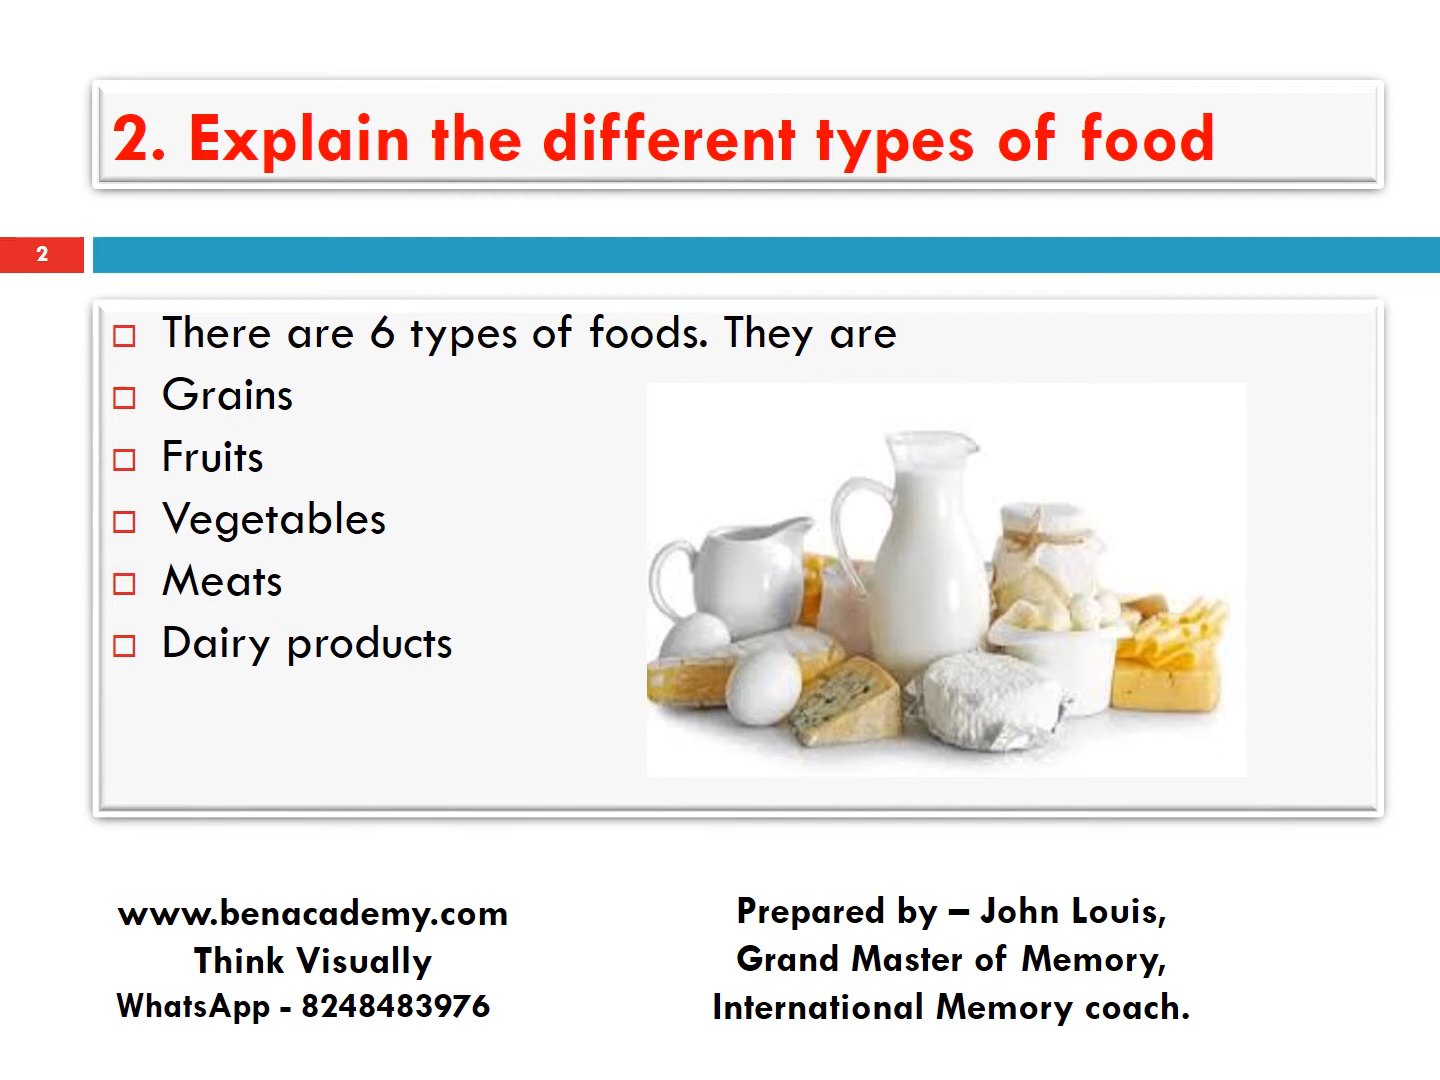 2. Explain the different types of food
2
There are 6 types of foods. They are
Grains
Fruits
Vegetables
Meats
Dairy products
www.benacademy.com
Think Visually
WhatsApp - 8248483976
Prepared by – John Louis,
Grand Master of Memory,
International Memory coach.